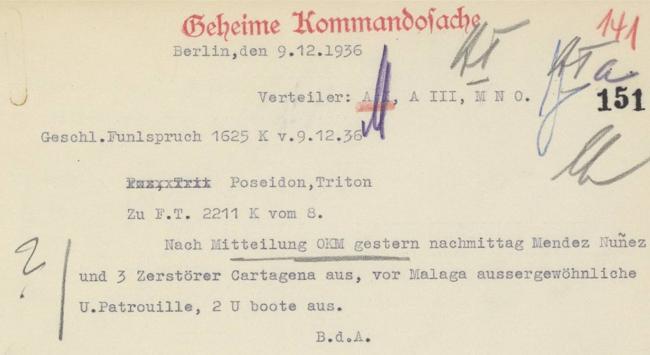 Geheime Kommandosache
141
Berlin,den 9.12.1936
a
Verteiler: A I, A III, M N O.
151
Geschl.Funlspruch 1625 K v.9.12.36
Poseidon,Triton
Zu F.T. 2211 K vom 8.
Nach Mitteilung OKM gestern nachmittag Mendez Nuñez
?
und 3 Zerstörer Cartagena aus, vor Malaga aussergewöhnliche
U.Patrouille, 2 U boote aus.
B.d.A.